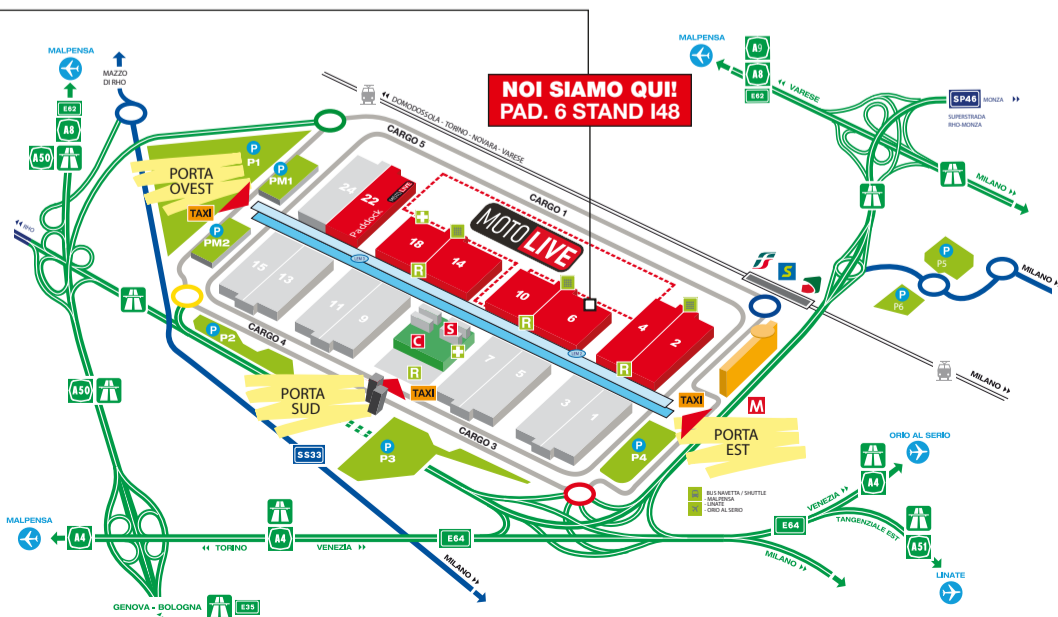 MALPENSA
MAZZO
DI RHO
E62
A8
A50
NOI SIAMO QUI!
PAD. 6 STAND I48
MALPENSA
A9
A8
E62
VARESE
SP46
MONZA
SUPERSTRADA
RHO-MONZA
MILANO
DOMODOSSOLA - TORINO - NOVARA - VARESE
CARGO 5
CARGO 1
P
P1
P
PM1
PORTA
OVEST
TAXI
P
PM2
RHO
24
22
Paddock
MOTO LIVE
MOTO LIVE
18
14
R
10
6
R
4
2
R
15
13
11
9
C
S
R
7
5
3
1
S
P
P5
P
P6
MILANO
MILANO
P
P2
CARGO 4
A50
PORTA
SUD
TAXI
CARGO 3
SS33
P
P3
P
P4
TAXI
M
PORTA
EST
BUS NAVETTA / SHUTTLE
- MALPENSA
- LINATE
- ORIO AL SERIO
ORIO AL SERIO
A4
VENEZIA
E64
TANGENZIALE EST
A51
LINATE
MILANO
MALPENSA
A4
TORINO
A4
VENEZIA
E64
MILANO
GENOVA - BOLOGNA
E35